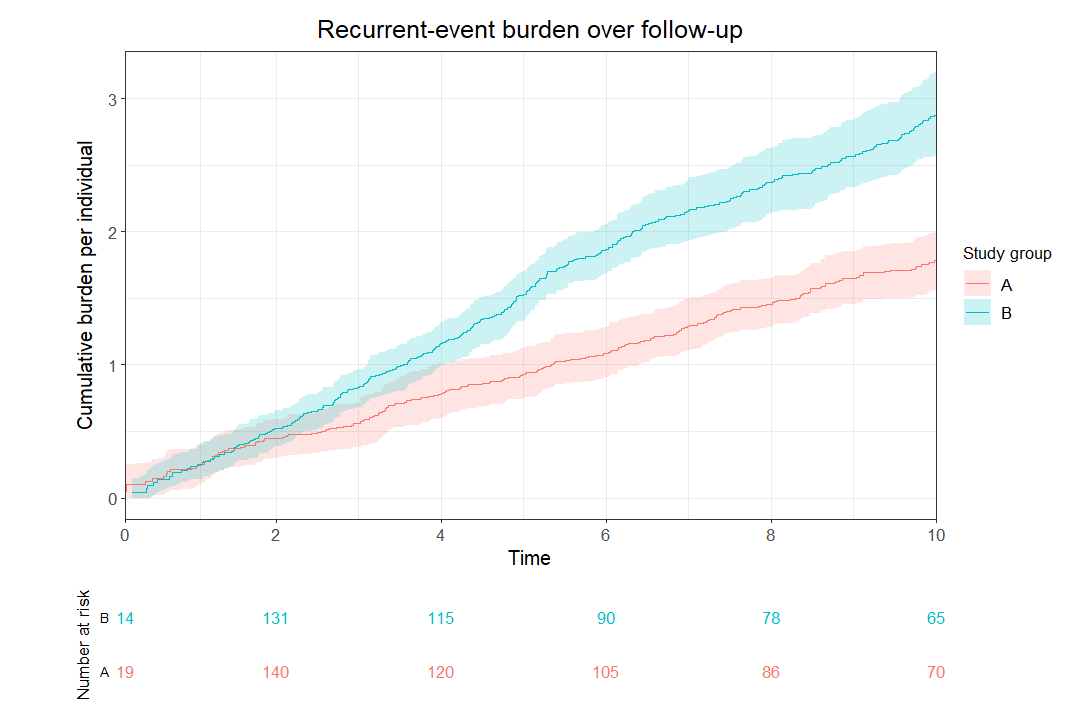 Recurrent-event burden over follow-up
Cumulative burden per individual
3
2
1
0
0 2 4 6 8 10
Time
Study group
A
B
Number at risk
B 14 131 115 90 78 65
A 19 140 120 105 86 70